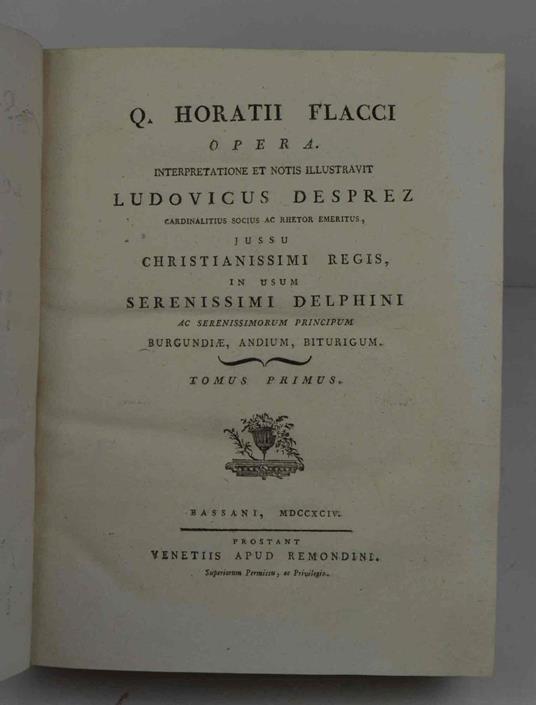 Q. HORATII FLACCI
OPERA.
INTERPRETATIONE ET NOTIS ILLUSTRAVIT
LUDOVICUS DESPREZ
CARDINALITIUS SOCIUS AC RHETOR EMERITUS,
JUSSU
CHRISTIANISSIMI REGIS,
IN USUM
SERENISSIMI DELPHINI
AC SERENISSIMORUM PRINCIPUM
BURGUNDIÆ, ANDIUM, BITURIGUM.
TOMUS PRIMUS.
BASSANI, MDCCXCIV.
PROSTANT
VENETIIS APUD REMONDINI.
Superiorum Permissu, ac Privilegio.